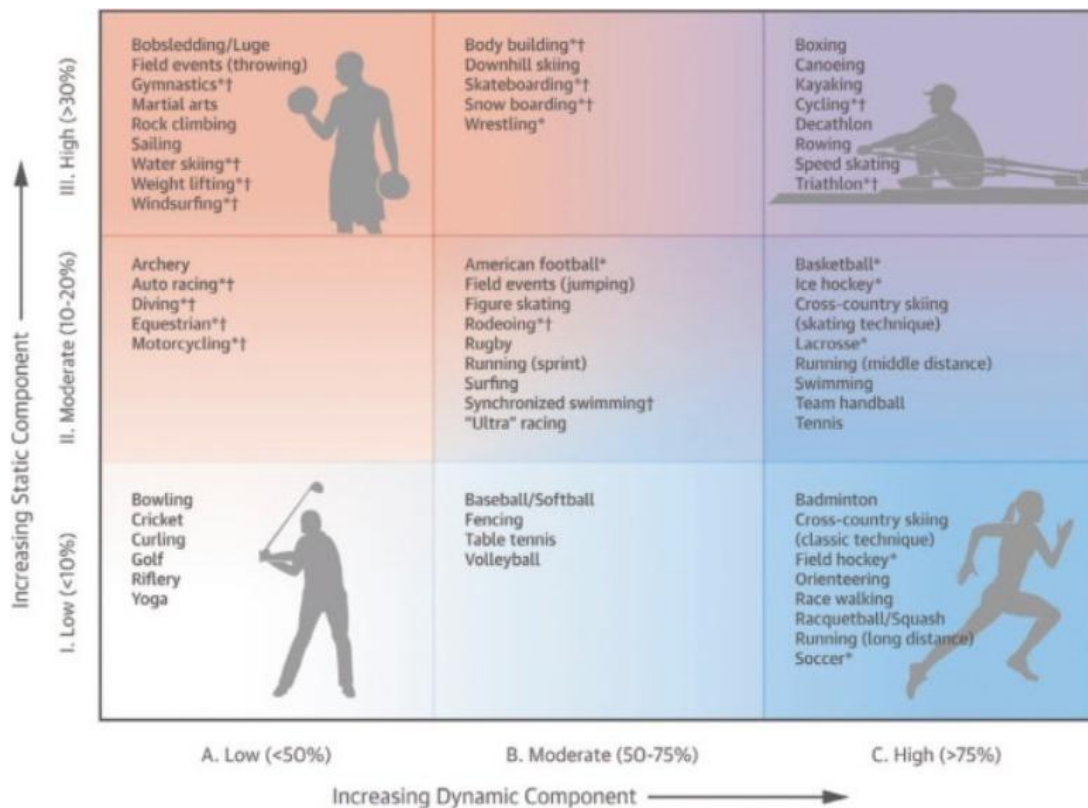 Increasing Static Component
III. High (>30%)
Bobsledding/Luge
Field events (throwing)
Gymnastics*†
Martial arts
Rock climbing
Sailing
Water skiing*†
Weight lifting*†
Windsurfing*†
Body building*†
Downhill skiing
Skateboarding*†
Snow boarding*†
Wrestling*
Boxing
Canoeing
Kayaking
Cycling*†
Decathlon
Rowing
Speed skating
Triathlon*†
II. Moderate (10-20%)
Archery
Auto racing*†
Diving*†
Equestrian*†
Motorcycling*†
American football*
Field events (jumping)
Figure skating
Rodeoing*†
Rugby
Running (sprint)
Surfing
Synchronized swimming†
"Ultra" racing
Basketball*
Ice hockey*
Cross-country skiing
(skating technique)
Lacrosse*
Running (middle distance)
Swimming
Team handball
Tennis
I. Low (<10%)
Bowling
Cricket
Curling
Golf
Riflery
Yoga
Baseball/Softball
Fencing
Table tennis
Volleyball
Badminton
Cross-country skiing
(classic technique)
Field hockey*
Orienteering
Race walking
Racquetball/Squash
Running (long distance)
Soccer*
A. Low (<50%)
B. Moderate (50-75%)
C. High (>75%)
Increasing Dynamic Component